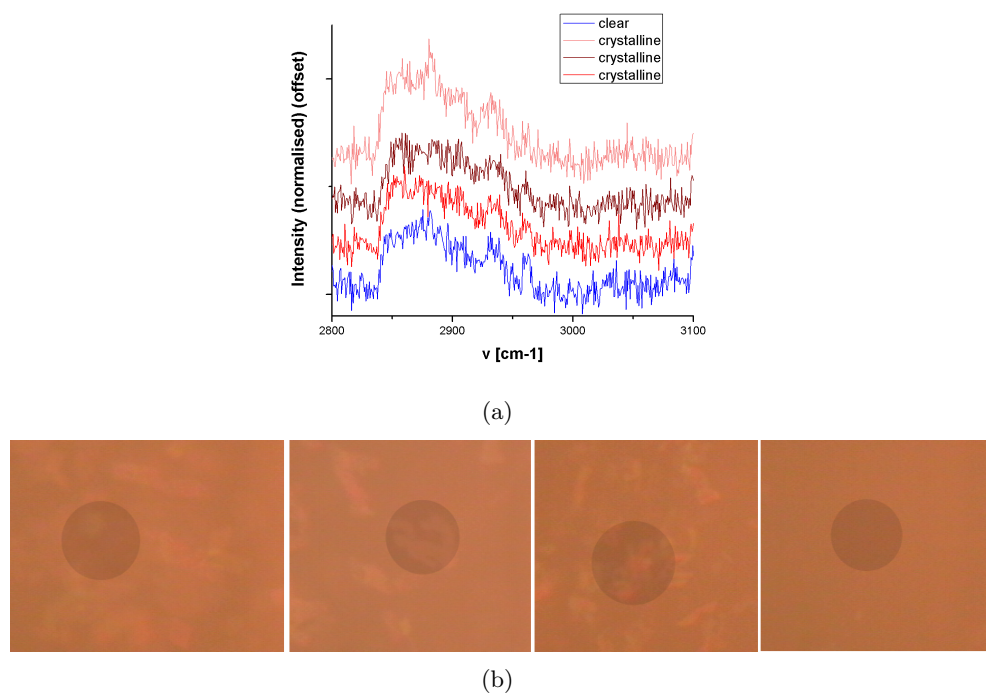 clear
crystalline
crystalline
crystalline
Intensity (normalised) (offset)
2800 2900 3000 3100
v [cm-1]
(a)
(b)